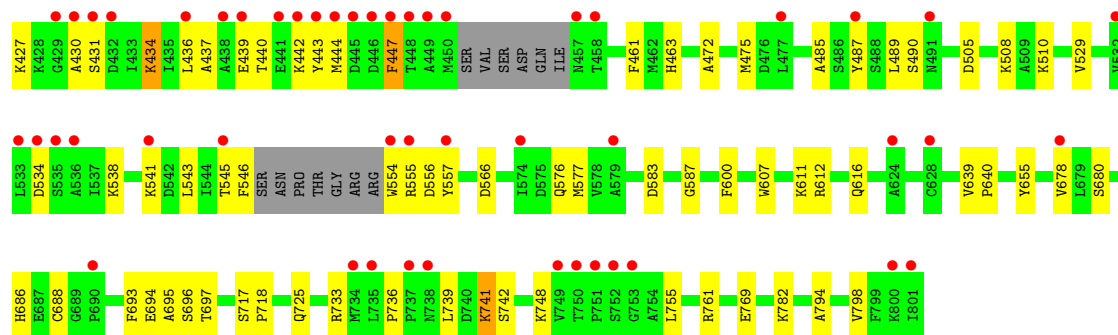 K427 K428 G429 A430 S431 D432 I433 K434 I435 L436 A437 A438 E439 T440 E441 K442 Y443 M444 D445 D446 F447 T448 A449 M450 SER VAL SER ASP GLN ILE N457 T458 F461 M462 H463 A472 M475 D476 L477 A485 S486 Y487 S488 L489 S490 N491 D505 K508 A509 K510 V529 V532
L533 D534 S535 A536 I537 K538 K541 D542 L543 I544 T545 F546 SER ASN PRO THR GLY ARG ARG W554 R555 D556 Y557 D566 I574 D575 Q576 M577 V578 A579 D583 G587 F600 W607 K611 R612 Q616 A624 C628 V639 P640 Y655 V678 L679 S680
H686 E687 G688 G689 P690 F693 E694 A695 S696 T697 S717 P718 Q725 R733 M734 L735 P736 P737 N738 L739 D740 K741 S742 K748 V749 T750 P751 S752 G753 A754 L755 R761 E769 K782 A794 V798 F799 K800 I801